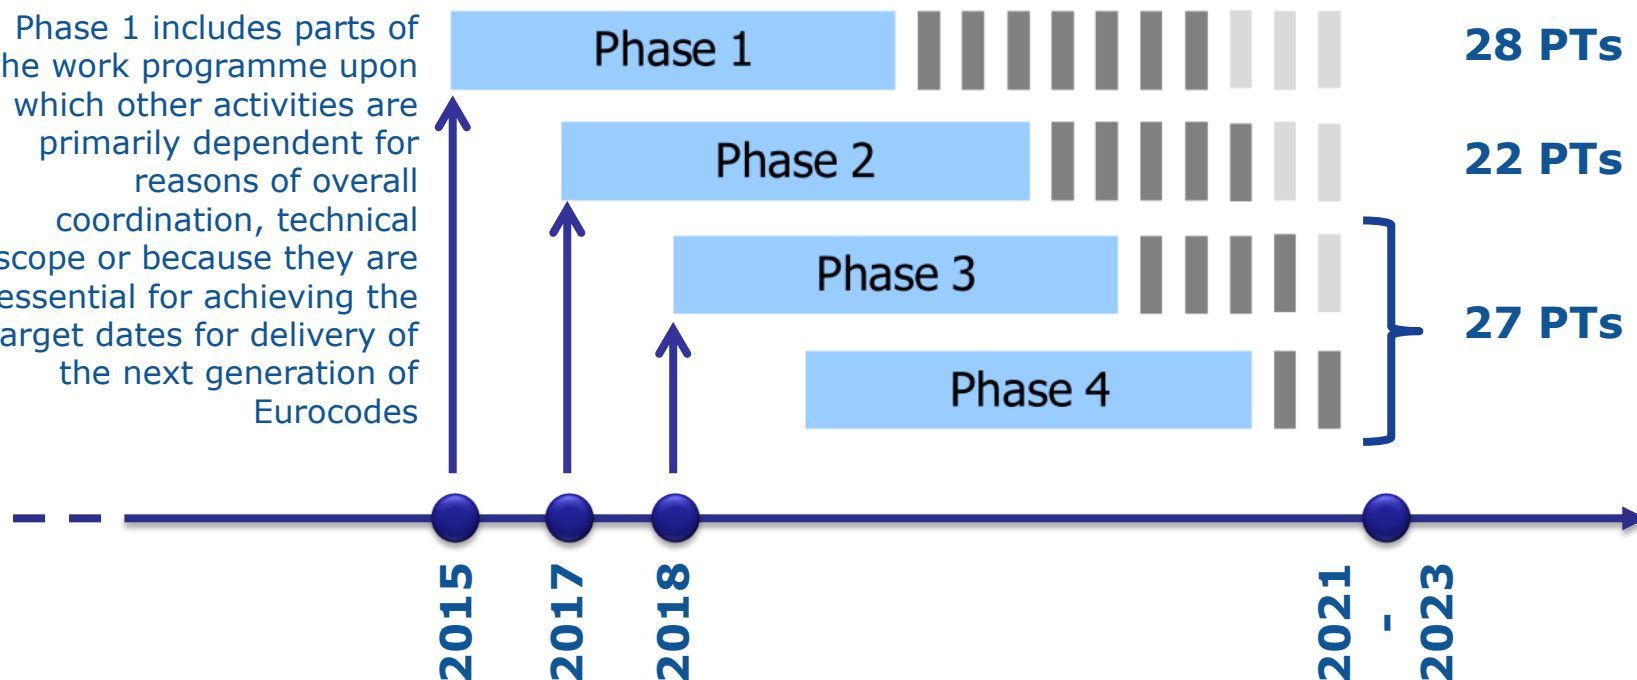 Phase 1 includes parts of
he work programme upon
which other activities are
primarily dependent for
reasons of overall
coordination, technical
scope or because they are
essential for achieving the
arget dates for delivery of
the next generation of
Eurocodes
Phase 1
28 PTs
Phase 2
22 PTs
Phase 3
27 PTs
Phase 4
2015
2017
2018
2021
-
2023